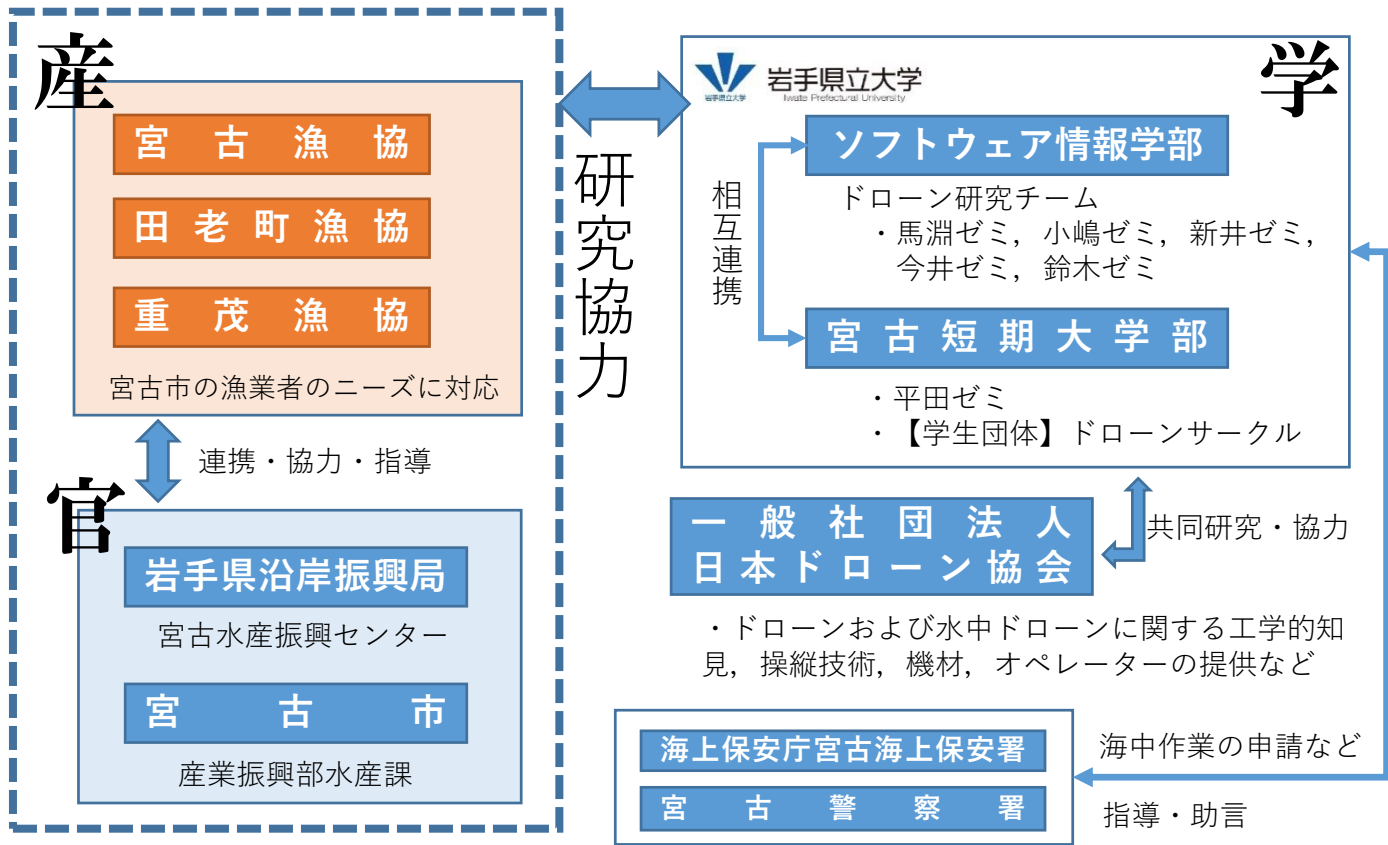 産
宮古漁協
田老町漁協
重茂漁協
宮古市の漁業者のニーズに対応
連携・協力・指導
官
岩手県沿岸振興局
宮古水産振興センター
宮古市
産業振興部水産課
研究協力
学
岩手県立大学
岩手県立大学
Iwate Prefectural University
相互連携
ソフトウェア情報学部
ドローン研究チーム
・馬淵ゼミ，小嶋ゼミ，新井ゼミ，
今井ゼミ，鈴木ゼミ
宮古短期大学部
・平田ゼミ
・【学生団体】ドローンサークル
一般社団法人
日本ドローン協会
共同研究・協力
・ドローンおよび水中ドローンに関する工学的知
見，操縦技術，機材，オペレーターの提供など
海上保安庁宮古海上保安署
宮古警察署
海中作業の申請など
指導・助言